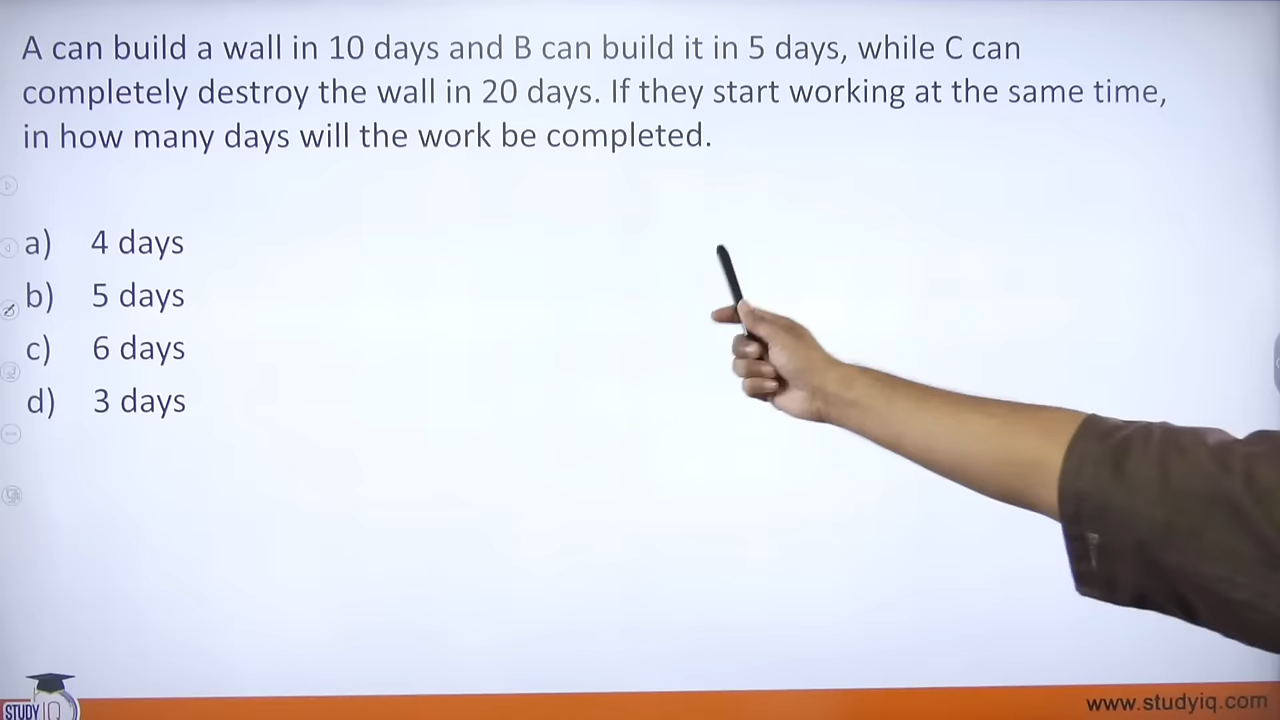 A can build a wall in 10 days and B can build it in 5 days, while C can
completely destroy the wall in 20 days. If they start working at the same time,
in how many days will the work be completed.
a) 4 days
b) 5 days
c) 6 days
d) 3 days
STUDY IQ
www.studyiq.com